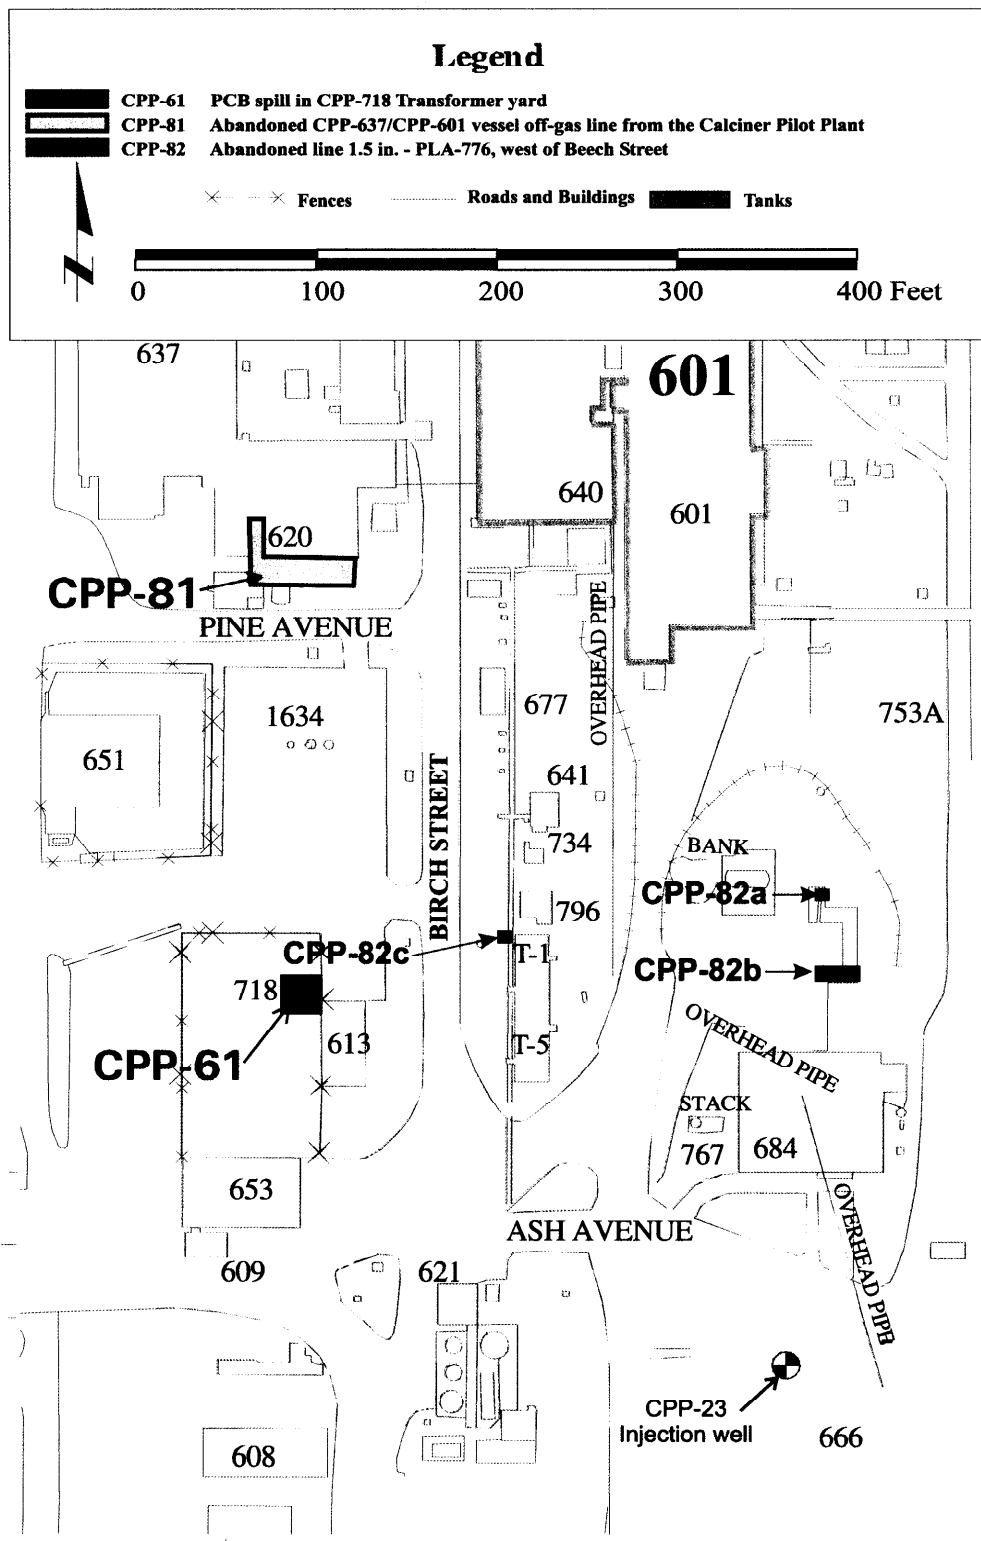 Legend
CPP-61 PCB spill in CPP-718 Transformer yard
CPP-81 Abandoned CPP-637/CPP-601 vessel off-gas line from the Calciner Pilot Plant
CPP-82 Abandoned line 1.5 in. - PLA-776, west of Beech Street
Fences Roads and Buildings Tanks
N
0 100 200 300 400 Feet
637
601
640
601
620
CPP-81
PINE AVENUE
OVERHEAD PIPE
677
753A
1634
651
641
BIRCH STREET
734
BANK
CPP-82a
796
CPP-82c
T-1
CPP-82b
718
OVERHEAD PIPE
613
T-5
CPP-61
STACK
767
684
653
OVERHEAD PIPE
ASH AVENUE
609
621
CPP-23
Injection well
666
608